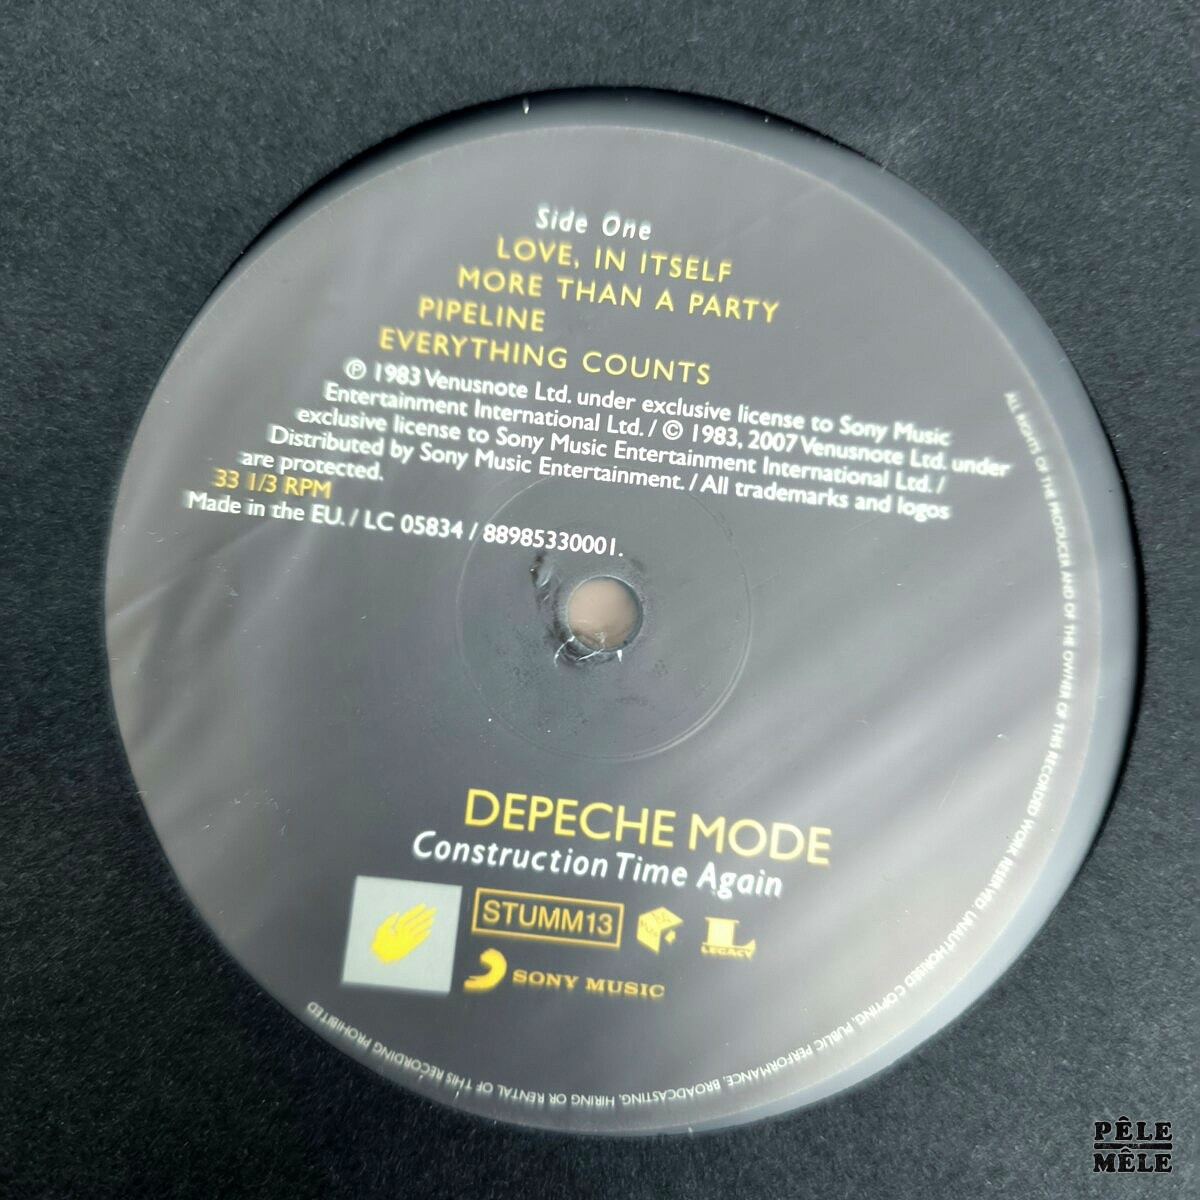 Side One
LOVE, IN ITSELF
MORE THAN A PARTY
PIPELINE
EVERYTHING COUNTS
℗ 1983 Venusnote Ltd. under exclusive license to Sony Music
Entertainment International Ltd. / © 1983, 2007 Venusnote Ltd. under
exclusive license to Sony Music Entertainment International Ltd. /
Distributed by Sony Music Entertainment. / All trademarks and logos
are protected.
33 1/3 RPM
Made in the EU. / LC 05834 / 88985330001.
DEPECHE MODE
Construction Time Again
STUMM13
LEGACY
SONY MUSIC
ALL RIGHTS OF THE PRODUCER AND OF THE OWNER OF THIS RECORDED WORK RESERVED. UNAUTHORISED COPYING, PUBLIC PERFORMANCE, BROADCASTING, HIRING OR RENTAL OF THIS RECORDING PROHIBITED
PÊLE
MÊLE